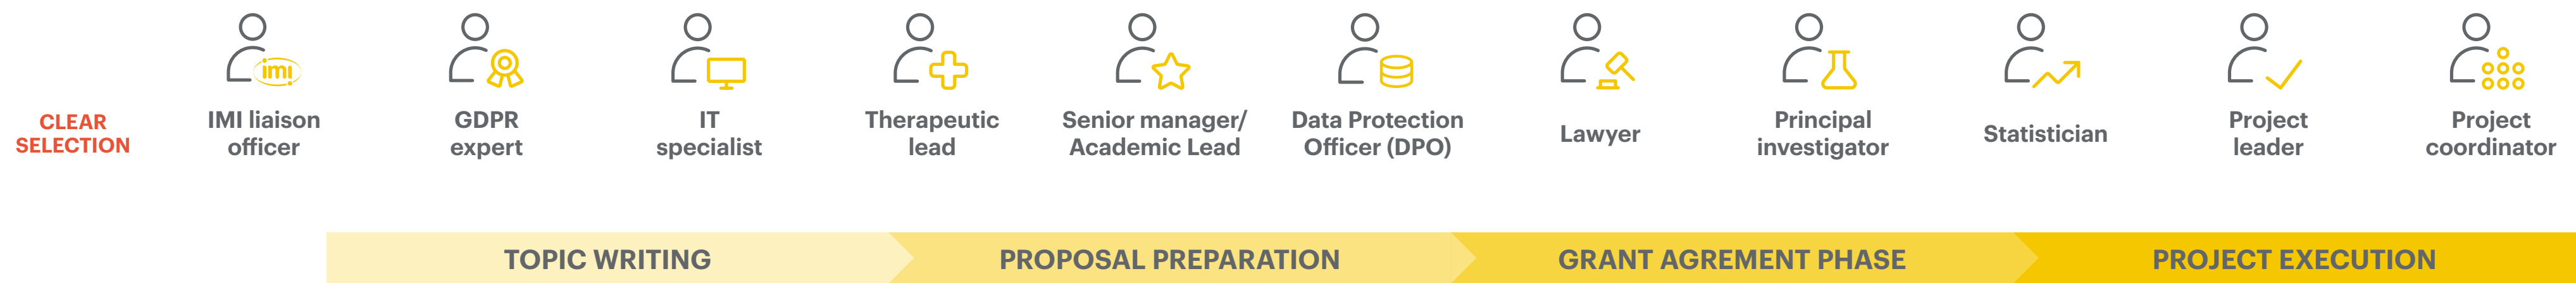 imi
CLEAR
SELECTION
IMI liaison
officer
GDPR
expert
IT
specialist
Therapeutic
lead
Senior manager/
Academic Lead
Data Protection
Officer (DPO)
Lawyer
Principal
investigator
Statistician
Project
leader
Project
coordinator
TOPIC WRITING
PROPOSAL PREPARATION
GRANT AGREMENT PHASE
PROJECT EXECUTION